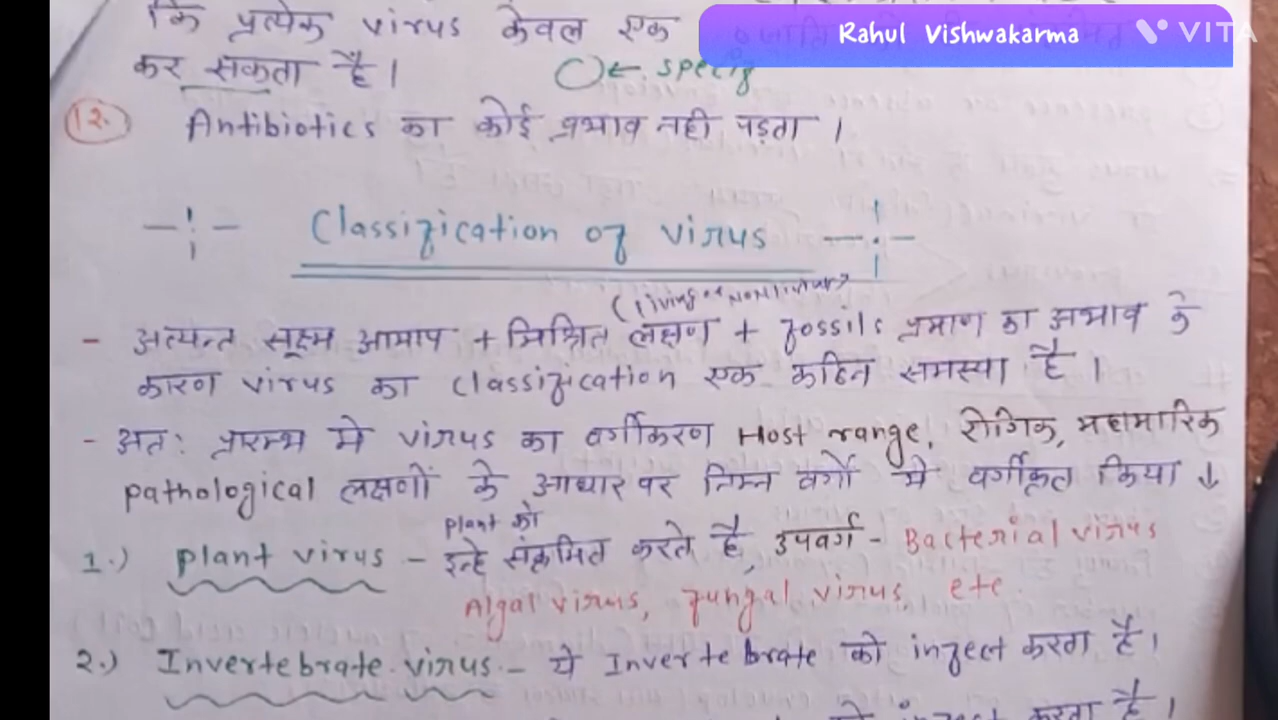 कि प्रत्येक virus केवल एक
Rahul Vishwakarma
VITA
कर सकता है।
12. Antibiotics का कोई प्रभाव नही पड़ता ।
Classification of virus
(living or Nonliving)
- अत्यन्त सूक्ष्म आमाप + मिश्रित लक्षण + fossils प्रमाण का अभाव के
कारण virus का classification एक कठिन समस्या है ।
- अतः प्रारम्भ मे virus का वर्गीकरण Host range, रोगिक, महामारिक
pathological लक्षणों के आधार पर निम्न वर्गों मे वर्गीकृत किया ↓
plant को
1.) plant virus - इन्हे संक्रमित करते है, उपवर्ग - Bacterial virus
Algal virus, fungal virus, etc
2.) Invertebrate virus - ये Invertebrate को infect करता है।
करता है।